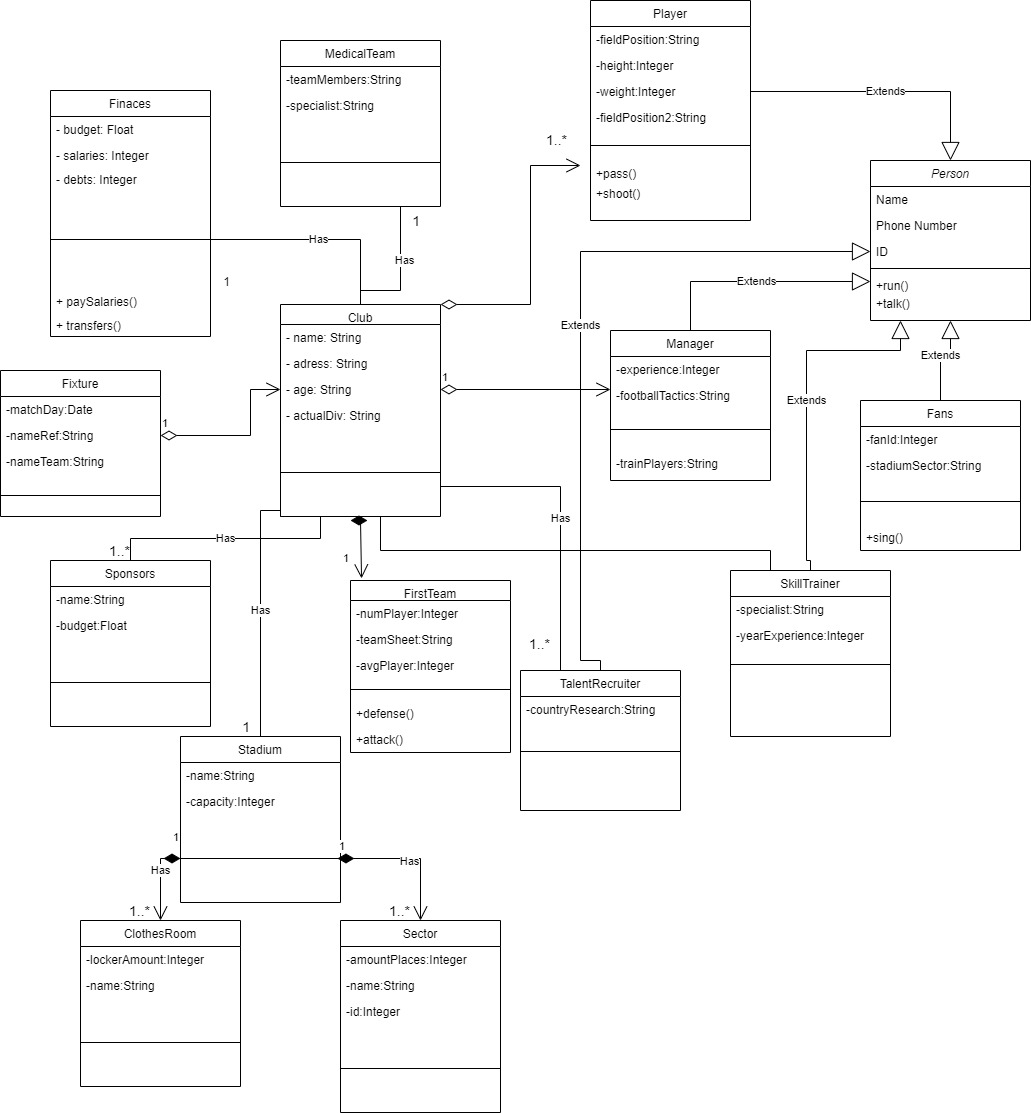 Player
-fieldPosition:String
-height:Integer
-weight:Integer
-fieldPosition2:String
+pass()
+shoot()
MedicalTeam
-teamMembers:String
-specialist:String
Finaces
- budget: Float
- salaries: Integer
- debts: Integer
+ paySalaries()
+ transfers()
Extends
1..*
Person
Name
Phone Number
ID
+run()
+talk()
1
Has
Has
1
Extends
Extends
Club
- name: String
- adress: String
- age: String
- actualDiv: String
Manager
-experience:Integer
-footballTactics:String
-trainPlayers:String
1
Extends
Extends
Fixture
-matchDay:Date
-nameRef:String
-nameTeam:String
1
Fans
-fanId:Integer
-stadiumSector:String
+sing()
Has
Has
1..*
Sponsors
-name:String
-budget:Float
1
FirstTeam
-numPlayer:Integer
-teamSheet:String
-avgPlayer:Integer
+defense()
+attack()
SkillTrainer
-specialist:String
-yearExperience:Integer
Has
1..*
TalentRecruiter
-countryResearch:String
1
Stadium
-name:String
-capacity:Integer
1
1
Has
Has
1..*
1..*
ClothesRoom
-lockerAmount:Integer
-name:String
Sector
-amountPlaces:Integer
-name:String
-id:Integer